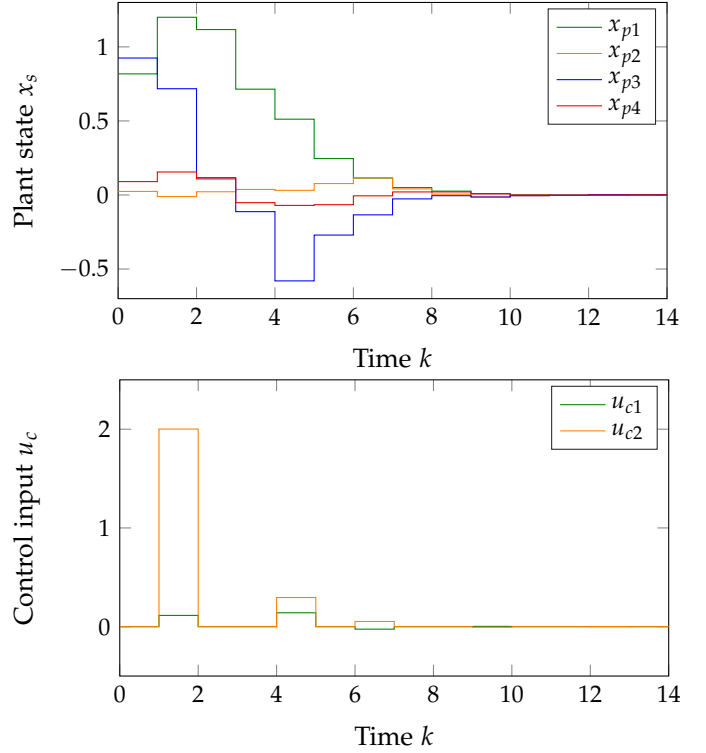 Plant state x_s
1
0.5
0
−0.5
x_{p1}
x_{p2}
x_{p3}
x_{p4}
0 2 4 6 8 10 12 14
Time k
Control input u_c
2
1
0
u_{c1}
u_{c2}
0 2 4 6 8 10 12 14
Time k